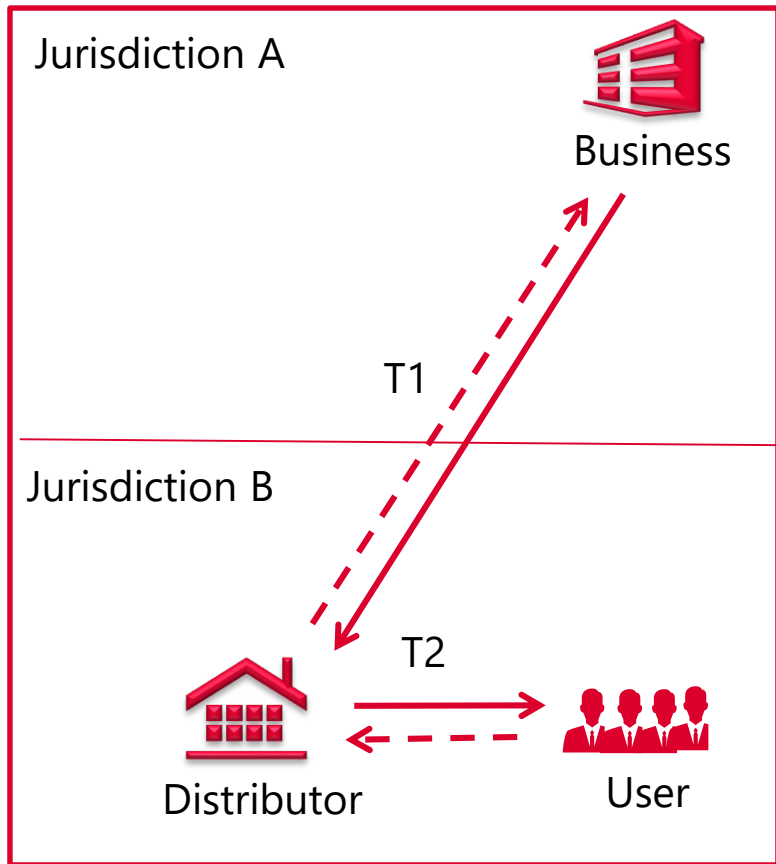 Jurisdiction A
Business
T1
Jurisdiction B
T2
Distributor
User